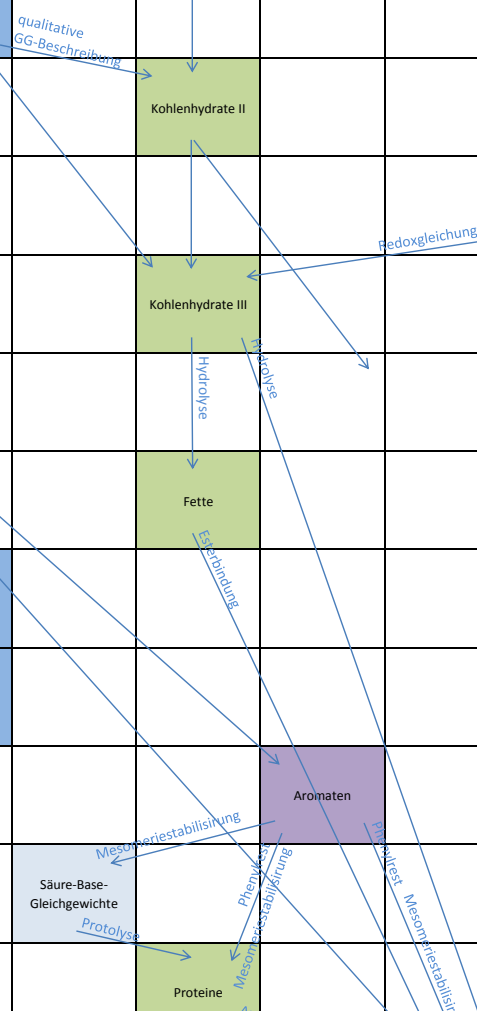 qualitative
GG-Beschreibung
Kohlenhydrate II
Redoxgleichung
Kohlenhydrate III
Hydrolyse
Hydrolyse
Fette
Esterbindung
Aromaten
Mesomeriestabilisirung
Phenylrest
Mesomeriestabilisirung
Phenylrest
Mesomeriestabilisir
Säure-Base-
Gleichgewichte
Protolyse
Proteine